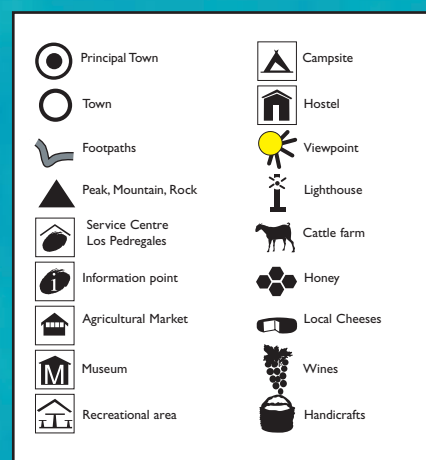 Principal Town
Town
Footpaths
Peak, Mountain, Rock
Service Centre
Los Pedregales
i
Information point
Agricultural Market
M
Museum
Recreational area
Campsite
Hostel
Viewpoint
Lighthouse
Cattle farm
Honey
Local Cheeses
Wines
Handicrafts